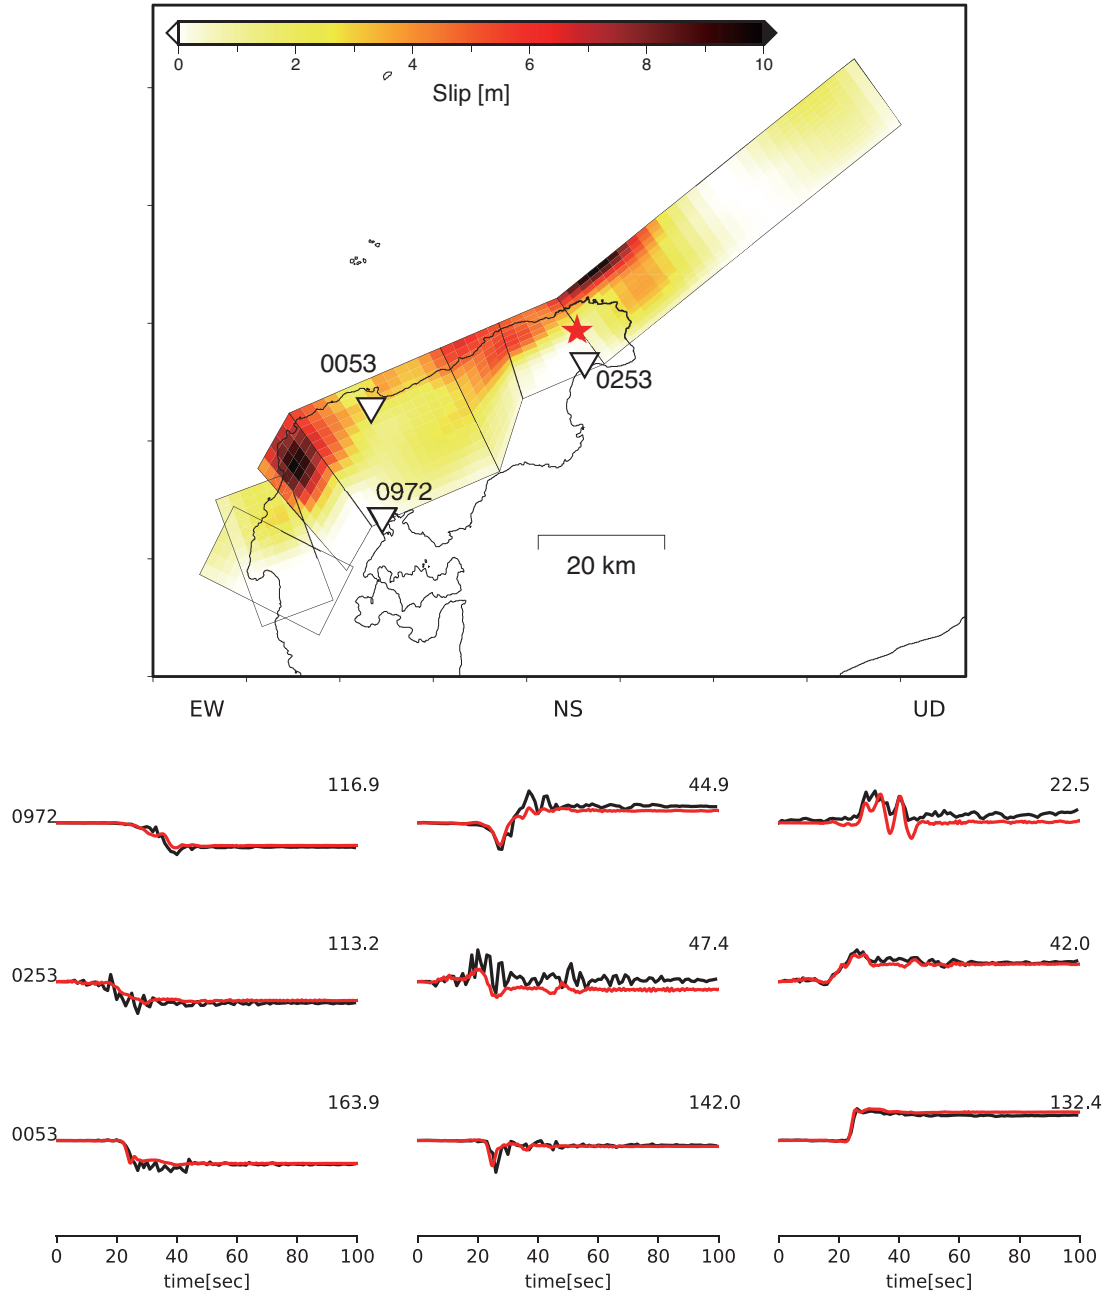 0 2 4 6 8 10
Slip [m]
0053
0253
0972
20 km
EW NS UD
0972 116.9 44.9 22.5
0253 113.2 47.4 42.0
0053 163.9 142.0 132.4
0 20 40 60 80 100 0 20 40 60 80 100 0 20 40 60 80 100
time[sec] time[sec] time[sec]